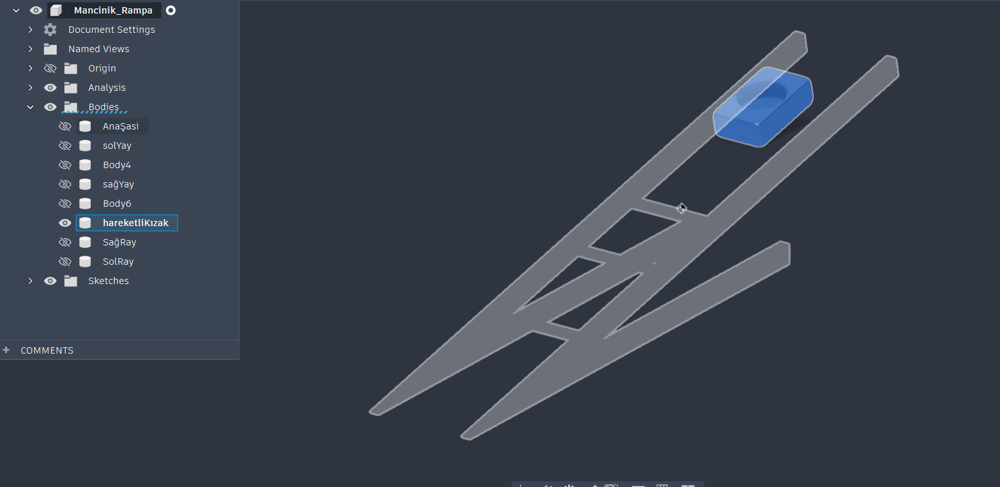 Mancinik_Rampa
Document Settings
Named Views
Origin
Analysis
Bodies
AnaŞasi
solYay
Body4
sağYay
Body6
hareketliKızak
SağRay
SolRay
Sketches
COMMENTS